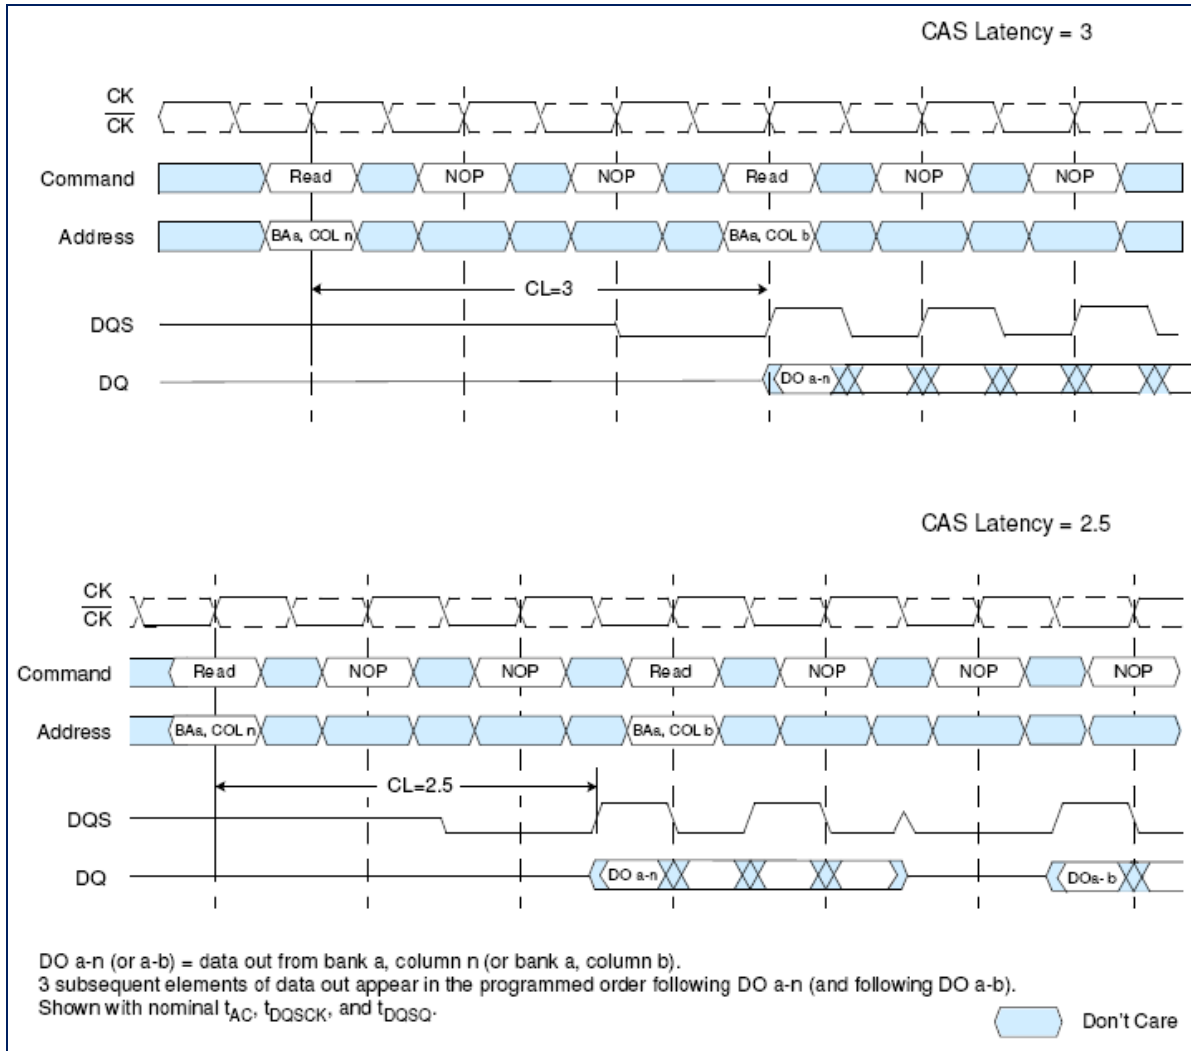 CAS Latency = 3
CK
CK
Command Read NOP NOP Read NOP NOP
Address BAa, COL n BAa, COL b
CL=3
DQS
DQ DO a-n
CAS Latency = 2.5
CK
CK
Command Read NOP NOP Read NOP NOP NOP
Address BAa, COL n BAa, COL b
CL=2.5
DQS
DQ DO a-n DOa- b
DO a-n (or a-b) = data out from bank a, column n (or bank a, column b).
3 subsequent elements of data out appear in the programmed order following DO a-n (and following DO a-b).
Shown with nominal tAC, tDQSCK, and tDQSQ.
Don't Care